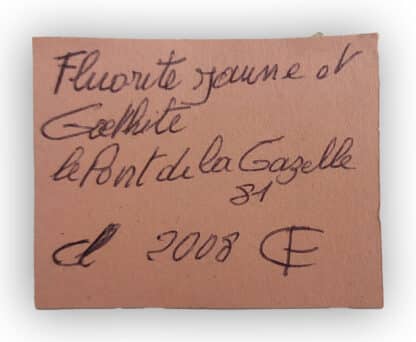 Fluorite jaune et
Goethite
le Pont de la Gazelle
81
d 2008 CF